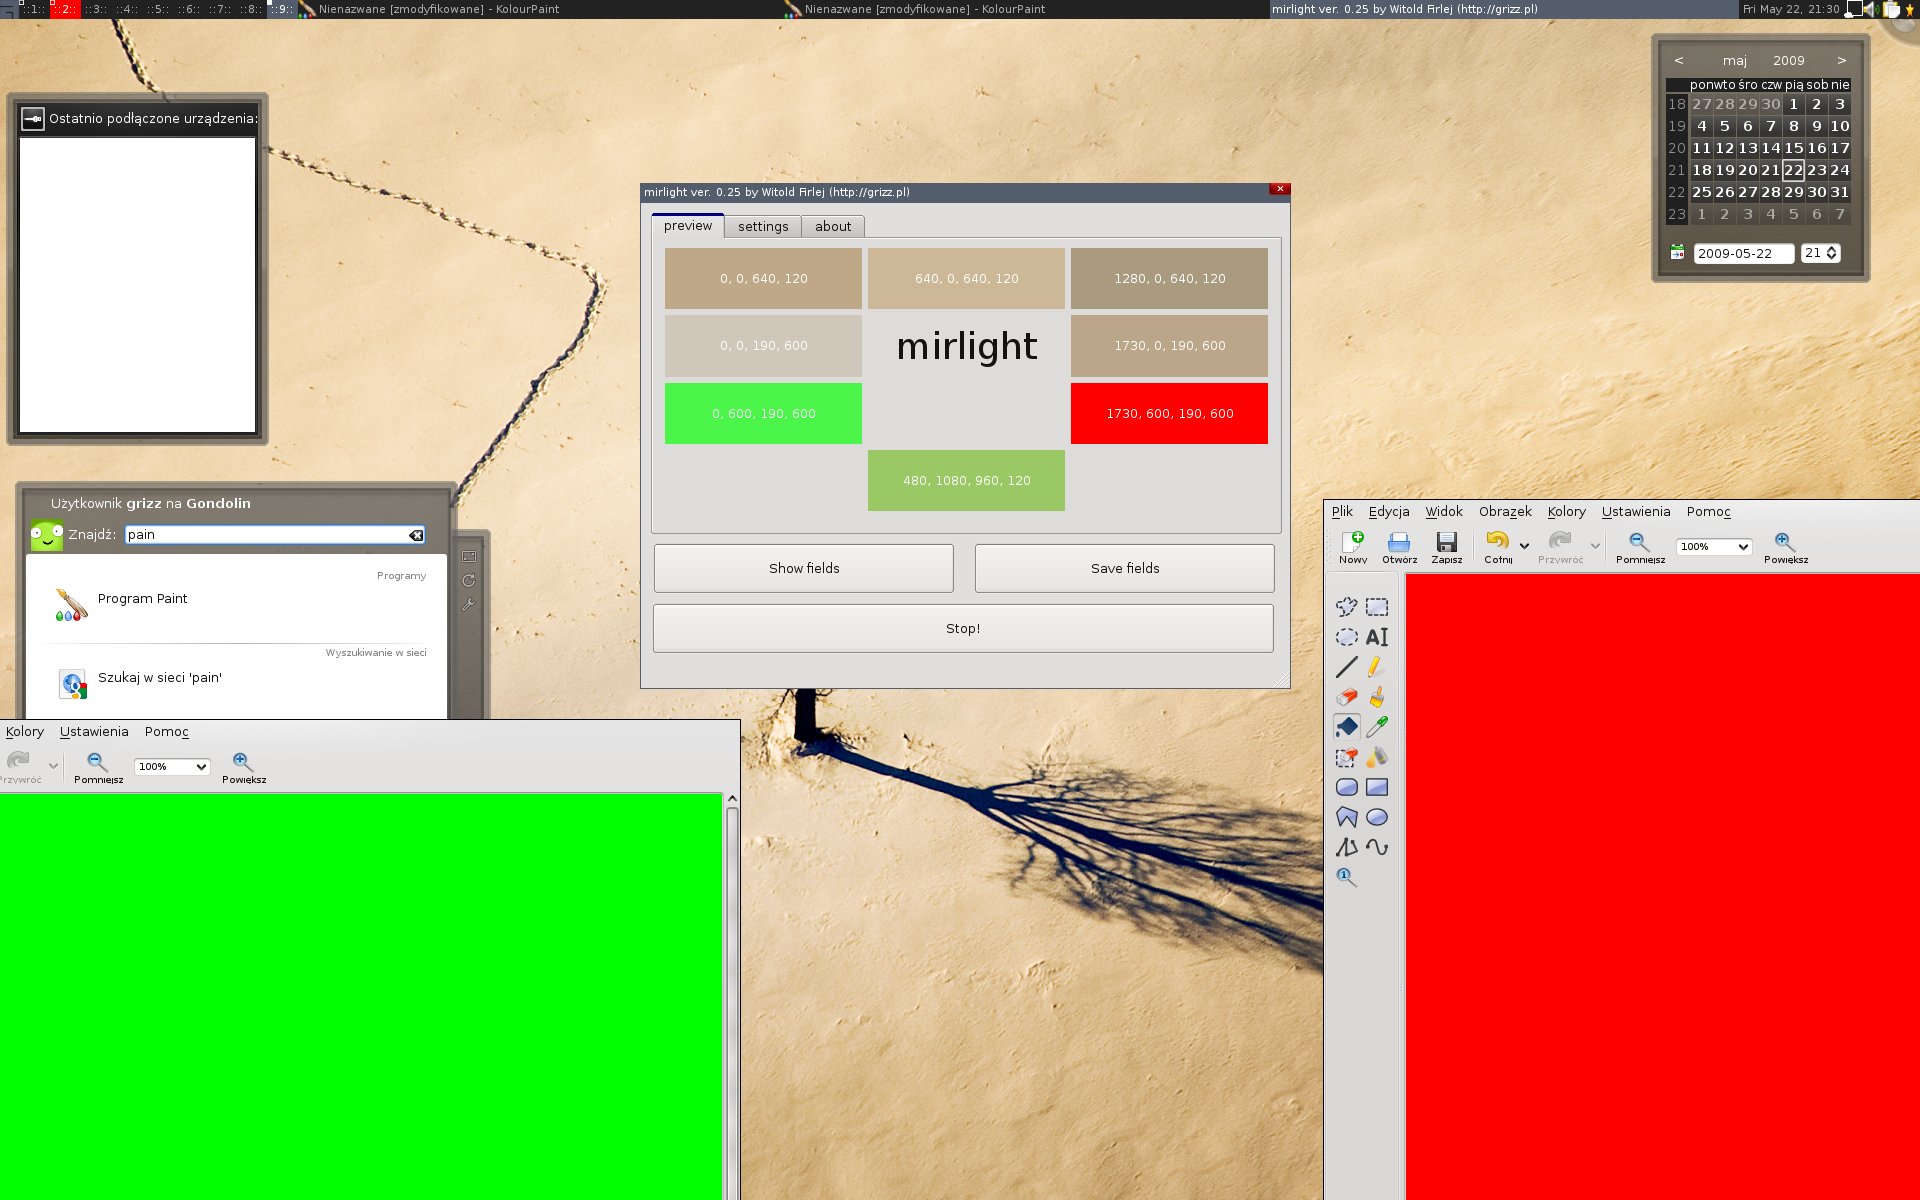 ::1:: ::2:: ::3:: ::4:: ::5:: ::6:: ::7:: ::8:: ::9:: Nienazwane [zmodyfikowane] - KolourPaint Nienazwane [zmodyfikowane] - KolourPaint mirlight ver. 0.25 by Witold Firlej (http://grizz.pl) Fri May 22, 21:30
< maj 2009 >
pon wto śro czw pią sob nie
18 27 28 29 30 1 2 3
19 4 5 6 7 8 9 10
20 11 12 13 14 15 16 17
21 18 19 20 21 22 23 24
22 25 26 27 28 29 30 31
23 1 2 3 4 5 6 7
2009-05-22 21
Ostatnio podłączone urządzenia:
mirlight ver. 0.25 by Witold Firlej (http://grizz.pl)
preview settings about
0, 0, 640, 120 640, 0, 640, 120 1280, 0, 640, 120
0, 0, 190, 600 mirlight 1730, 0, 190, 600
0, 600, 190, 600 1730, 600, 190, 600
480, 1080, 960, 120
Show fields Save fields
Stop!
Użytkownik grizz na Gondolin
Znajdź: pain
Programy
Program Paint
Wyszukiwanie w sieci
Szukaj w sieci 'pain'
Plik Edycja Widok Obrazek Kolory Ustawienia Pomoc
Nowy Otwórz Zapisz Cofnij Przywróć Pomniejsz 100% Powiększ
AI
1
Kolory Ustawienia Pomoc
Przywróć Pomniejsz 100% Powiększ